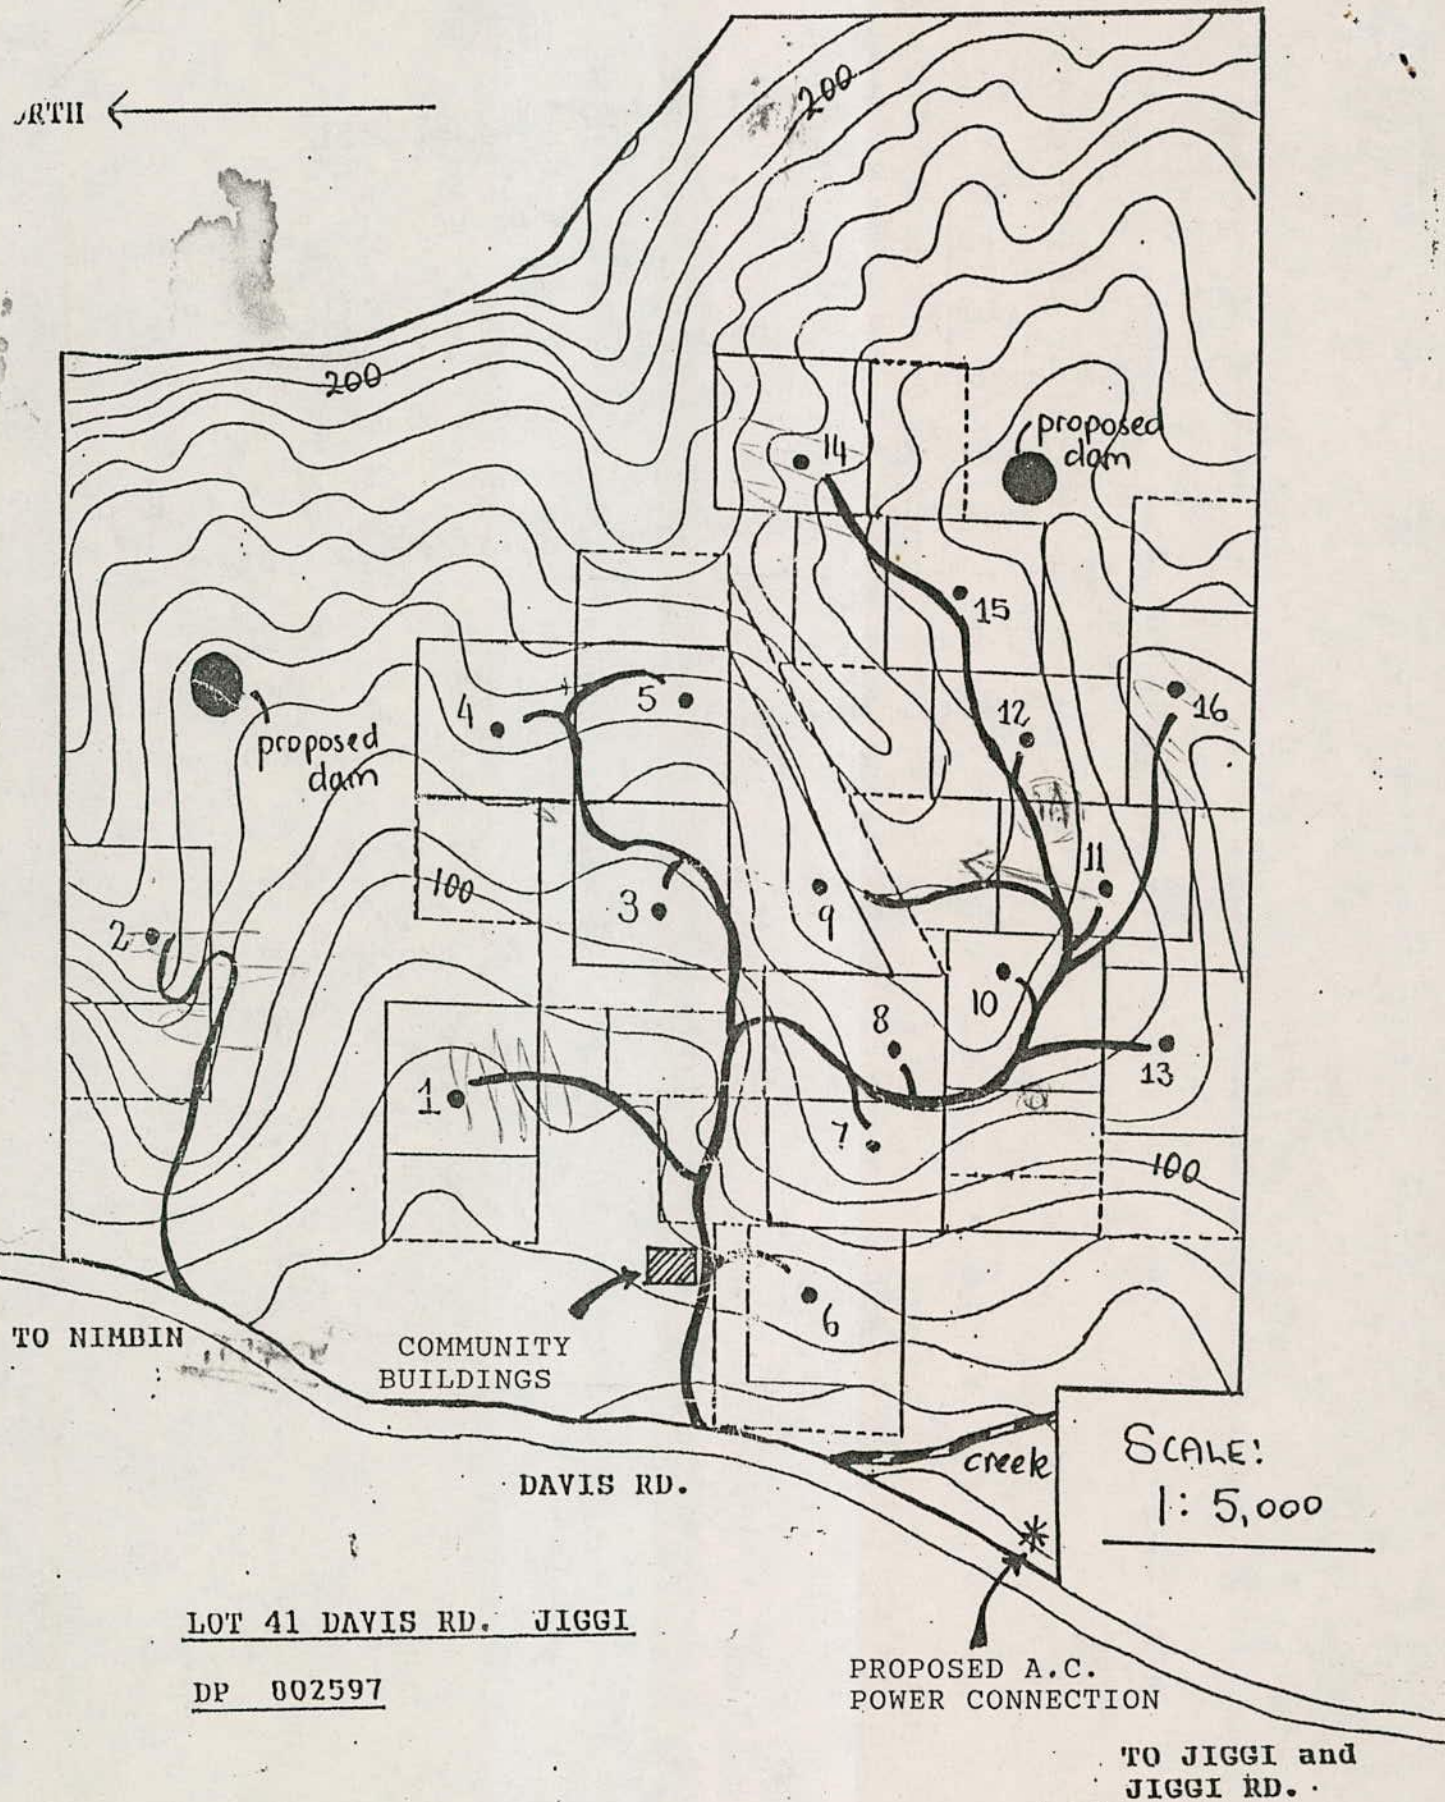 200
200
proposed
dam
14
15
4
5
12
16
proposed
dam
11
100
3
9
2
10
8
1
13
7
100
6
TO NIMBIN
COMMUNITY
BUILDINGS
creek
SCALE:
1: 5,000
DAVIS RD.
LOT 41 DAVIS RD. JIGGI
DP 802597
PROPOSED A.C.
POWER CONNECTION
TO JIGGI and
JIGGI RD.